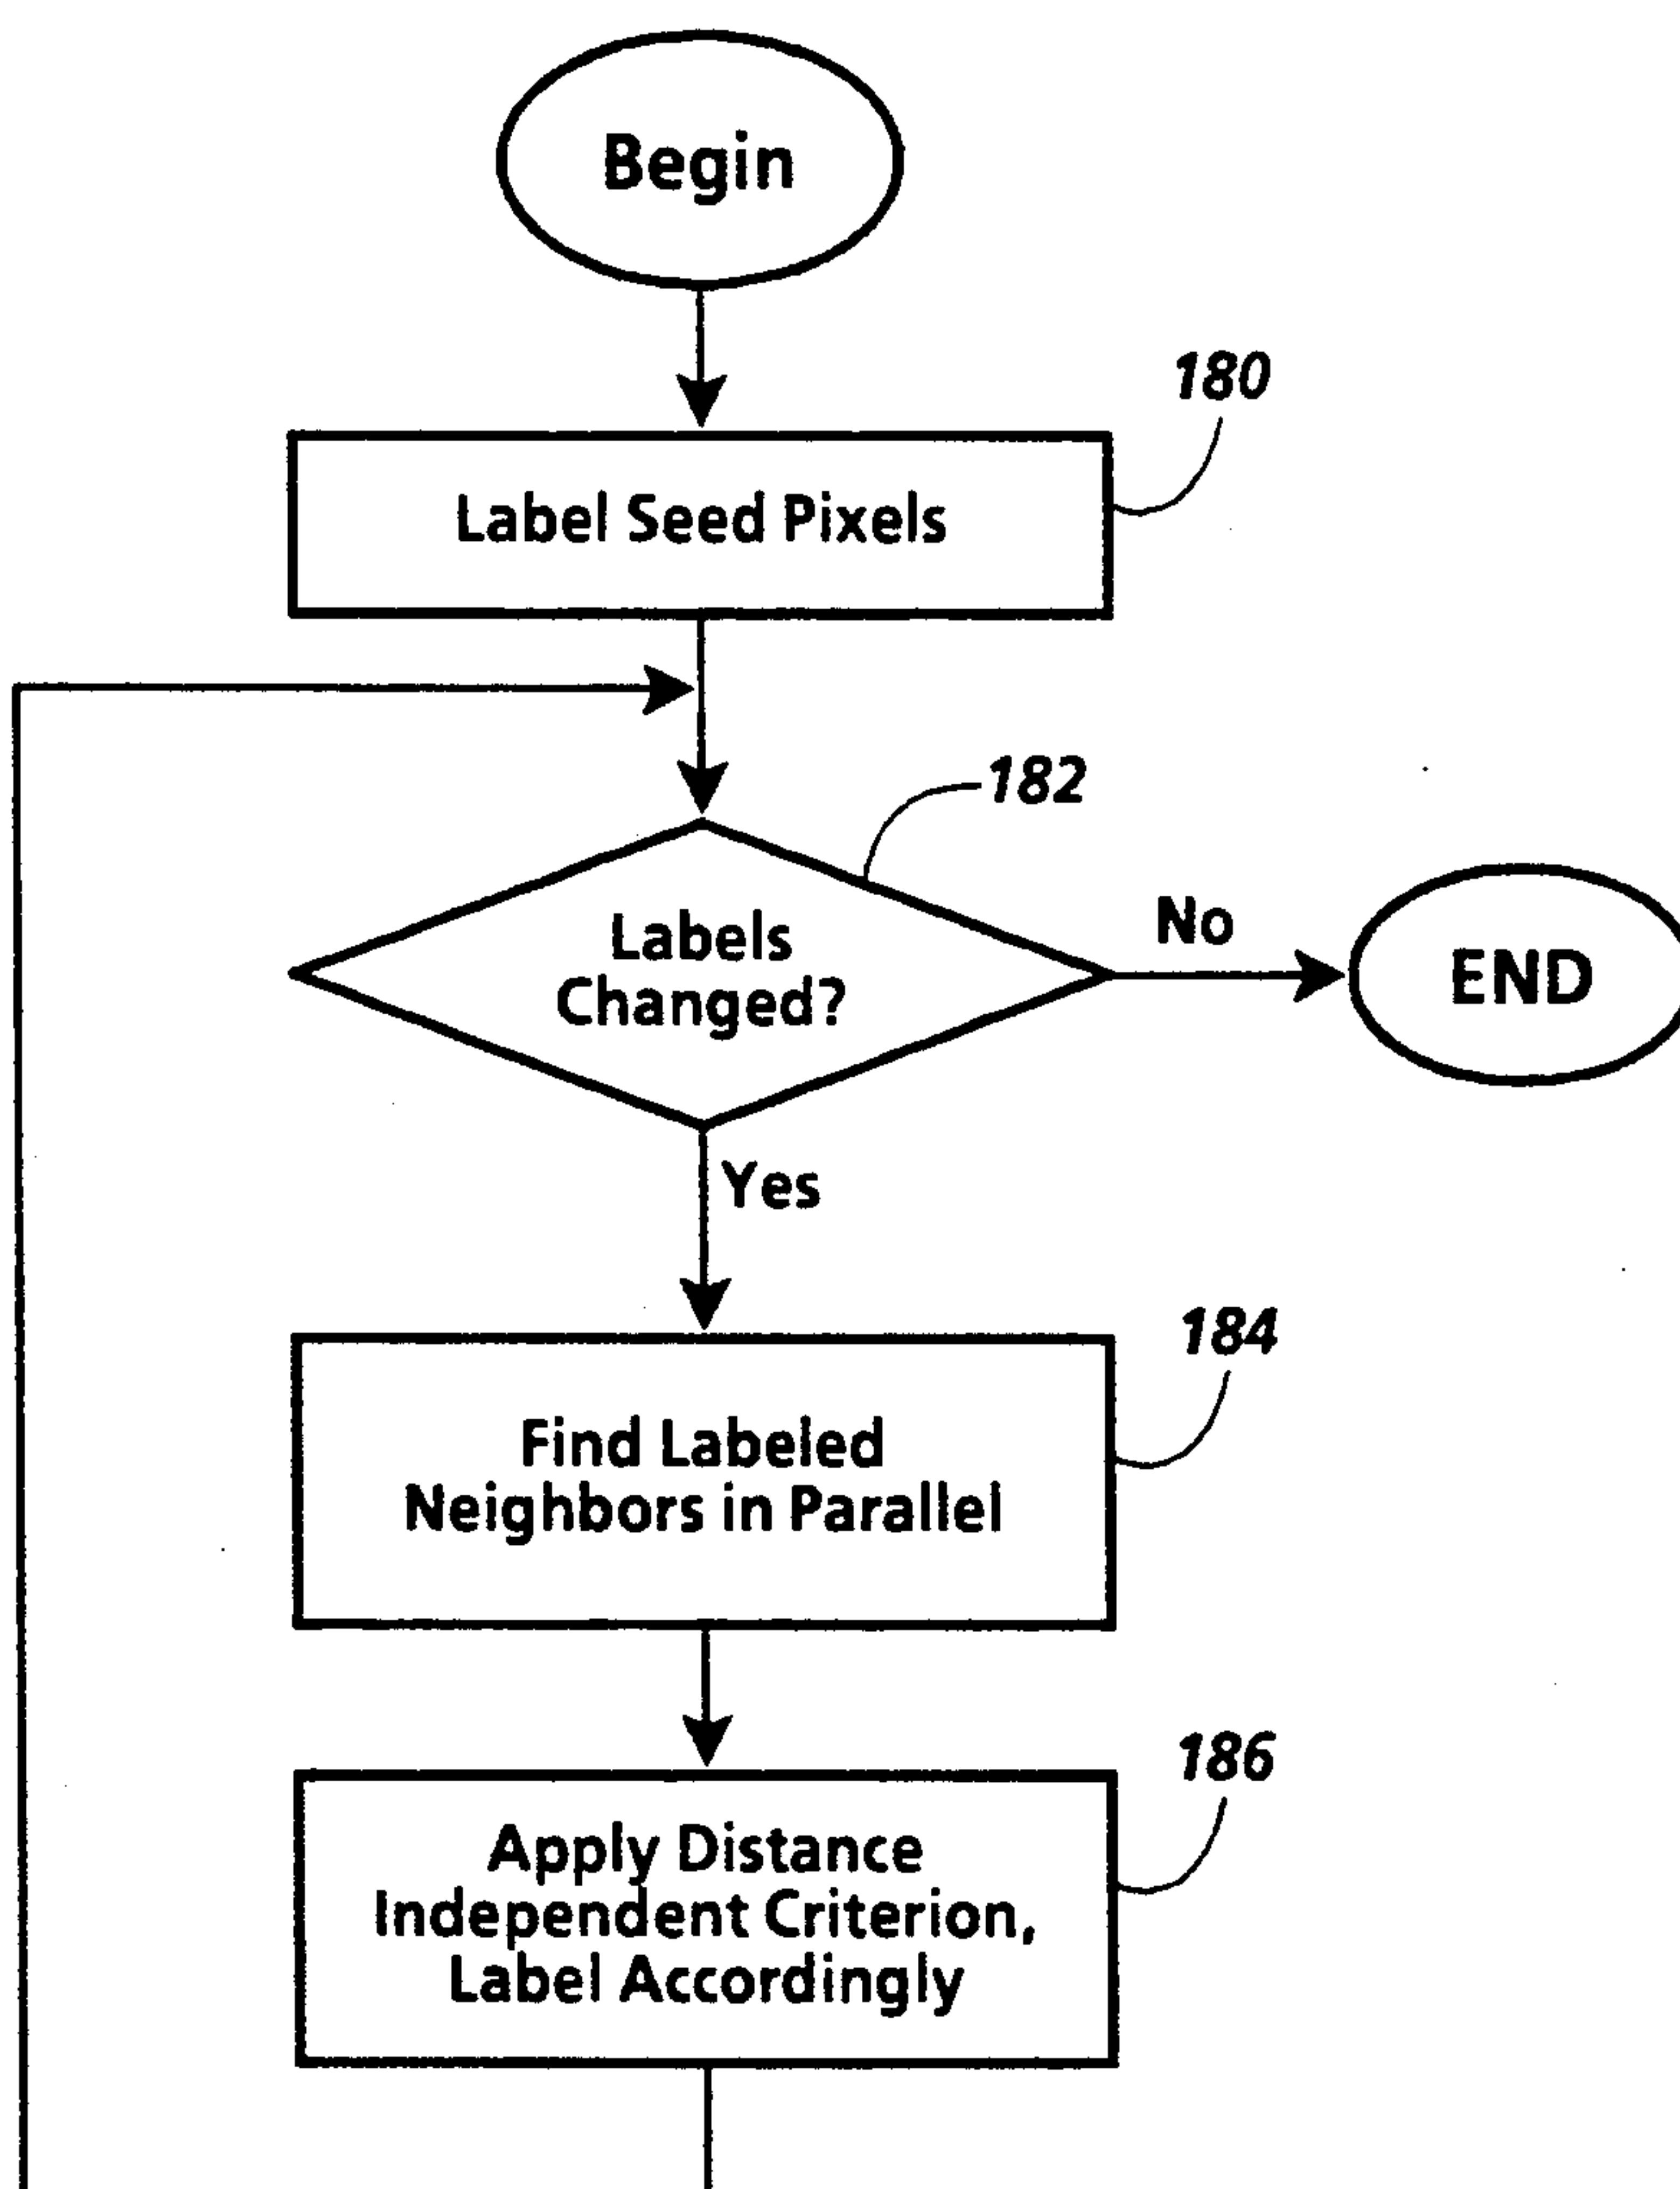 Begin
180
Label Seed Pixels
182
Labels
Changed?
No
END
Yes
184
Find Labeled
Neighbors in Parallel
186
Apply Distance
Independent Criterion,
Label Accordingly